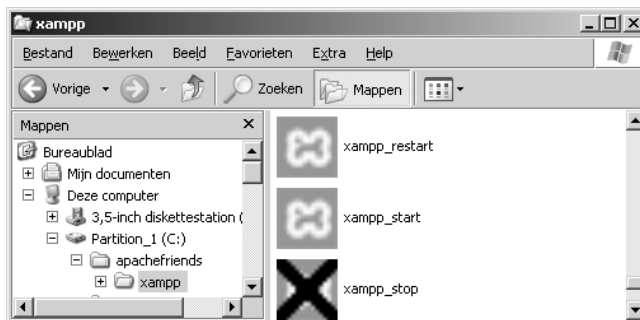 xampp
Bestand Bewerken Beeld Favorieten Extra Help
Vorige Zoeken Mappen
Mappen
Bureaublad
Mijn documenten
Deze computer
3,5-inch diskettestation (
Partition_1 (C:)
apachefriends
xampp
xampp_restart
xampp_start
xampp_stop